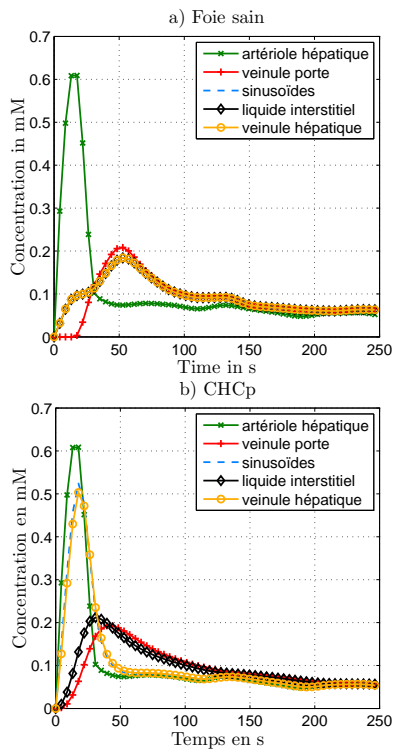 a) Foie sain
Concentration in mM
0.7
0.6
0.5
0.4
0.3
0.2
0.1
0
artériole hépatique
veinule porte
sinusoïdes
liquide interstitiel
veinule hépatique
0 50 100 150 200 250
Time in s
b) CHCp
Concentration en mM
0.7
0.6
0.5
0.4
0.3
0.2
0.1
0
artériole hépatique
veinule porte
sinusoïdes
liquide interstitiel
veinule hépatique
0 50 100 150 200 250
Temps en s